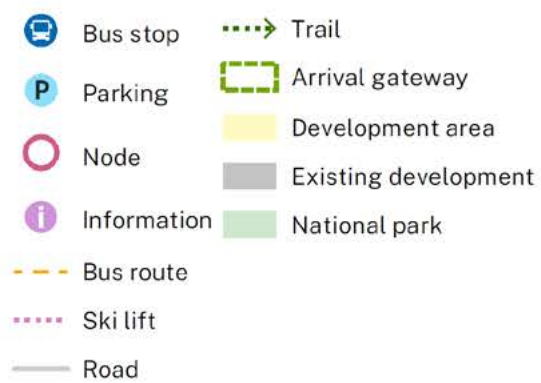 Bus stop
P Parking
Node
i Information
Bus route
Ski lift
Road
Trail
Arrival gateway
Development area
Existing development
National park